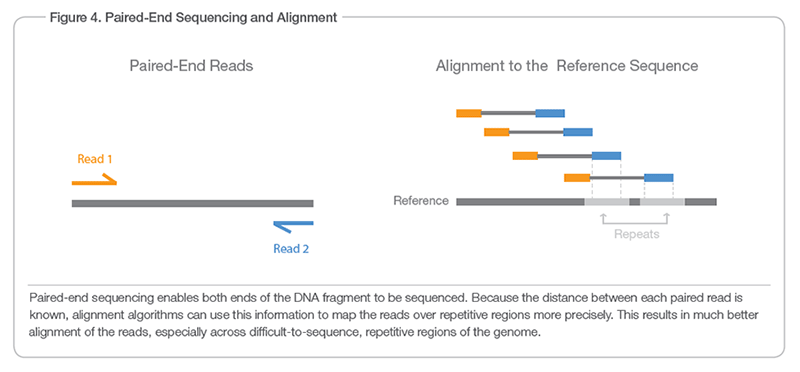 Figure 4. Paired-End Sequencing and Alignment
Paired-End Reads
Alignment to the Reference Sequence
Read 1
Read 2
Reference
Repeats
Paired-end sequencing enables both ends of the DNA fragment to be sequenced. Because the distance between each paired read is
known, alignment algorithms can use this information to map the reads over repetitive regions more precisely. This results in much better
alignment of the reads, especially across difficult-to-sequence, repetitive regions of the genome.